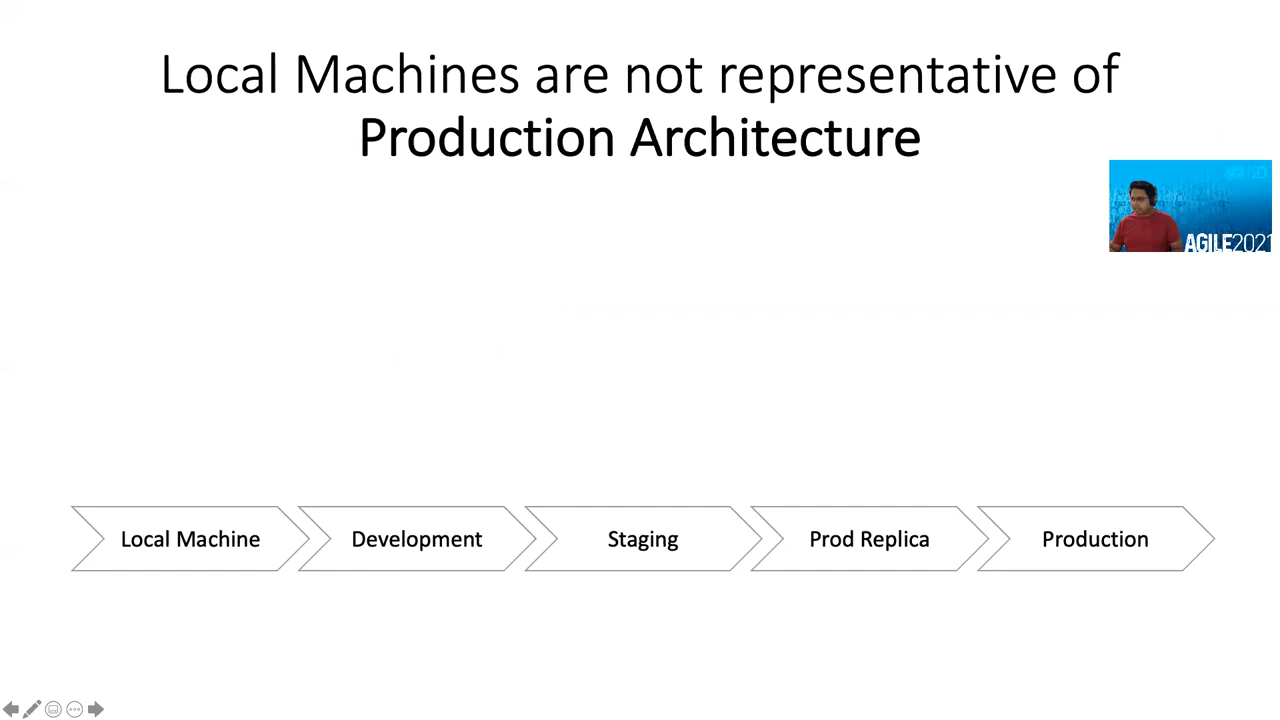 Local Machines are not representative of
Production Architecture
AGILE2021
Local Machine
Development
Staging
Prod Replica
Production